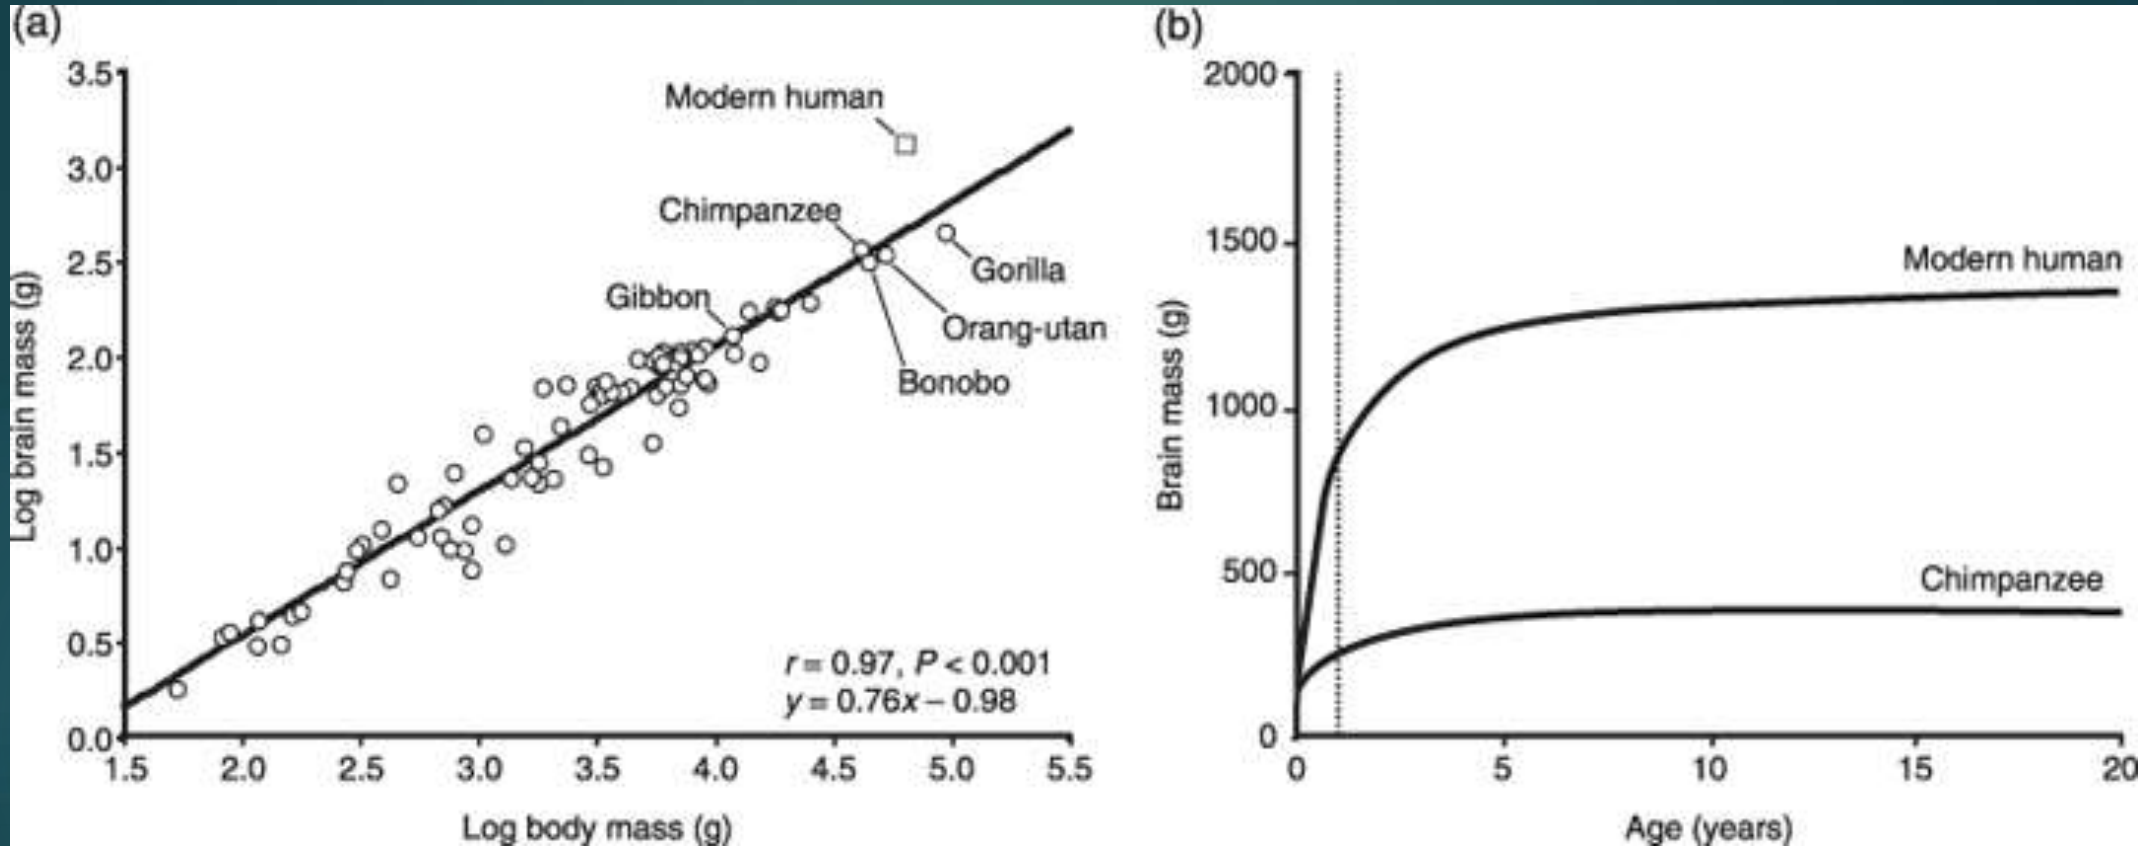 (a)
3.5
3.0
2.5
2.0
1.5
1.0
0.5
0.0
Log brain mass (g)
Modern human
Chimpanzee
Gibbon
Gorilla
Orang-utan
Bonobo
r = 0.97, P < 0.001
y = 0.76x – 0.98
1.5 2.0 2.5 3.0 3.5 4.0 4.5 5.0 5.5
Log body mass (g)
(b)
2000
1500
1000
500
0
Brain mass (g)
Modern human
Chimpanzee
0 5 10 15 20
Age (years)